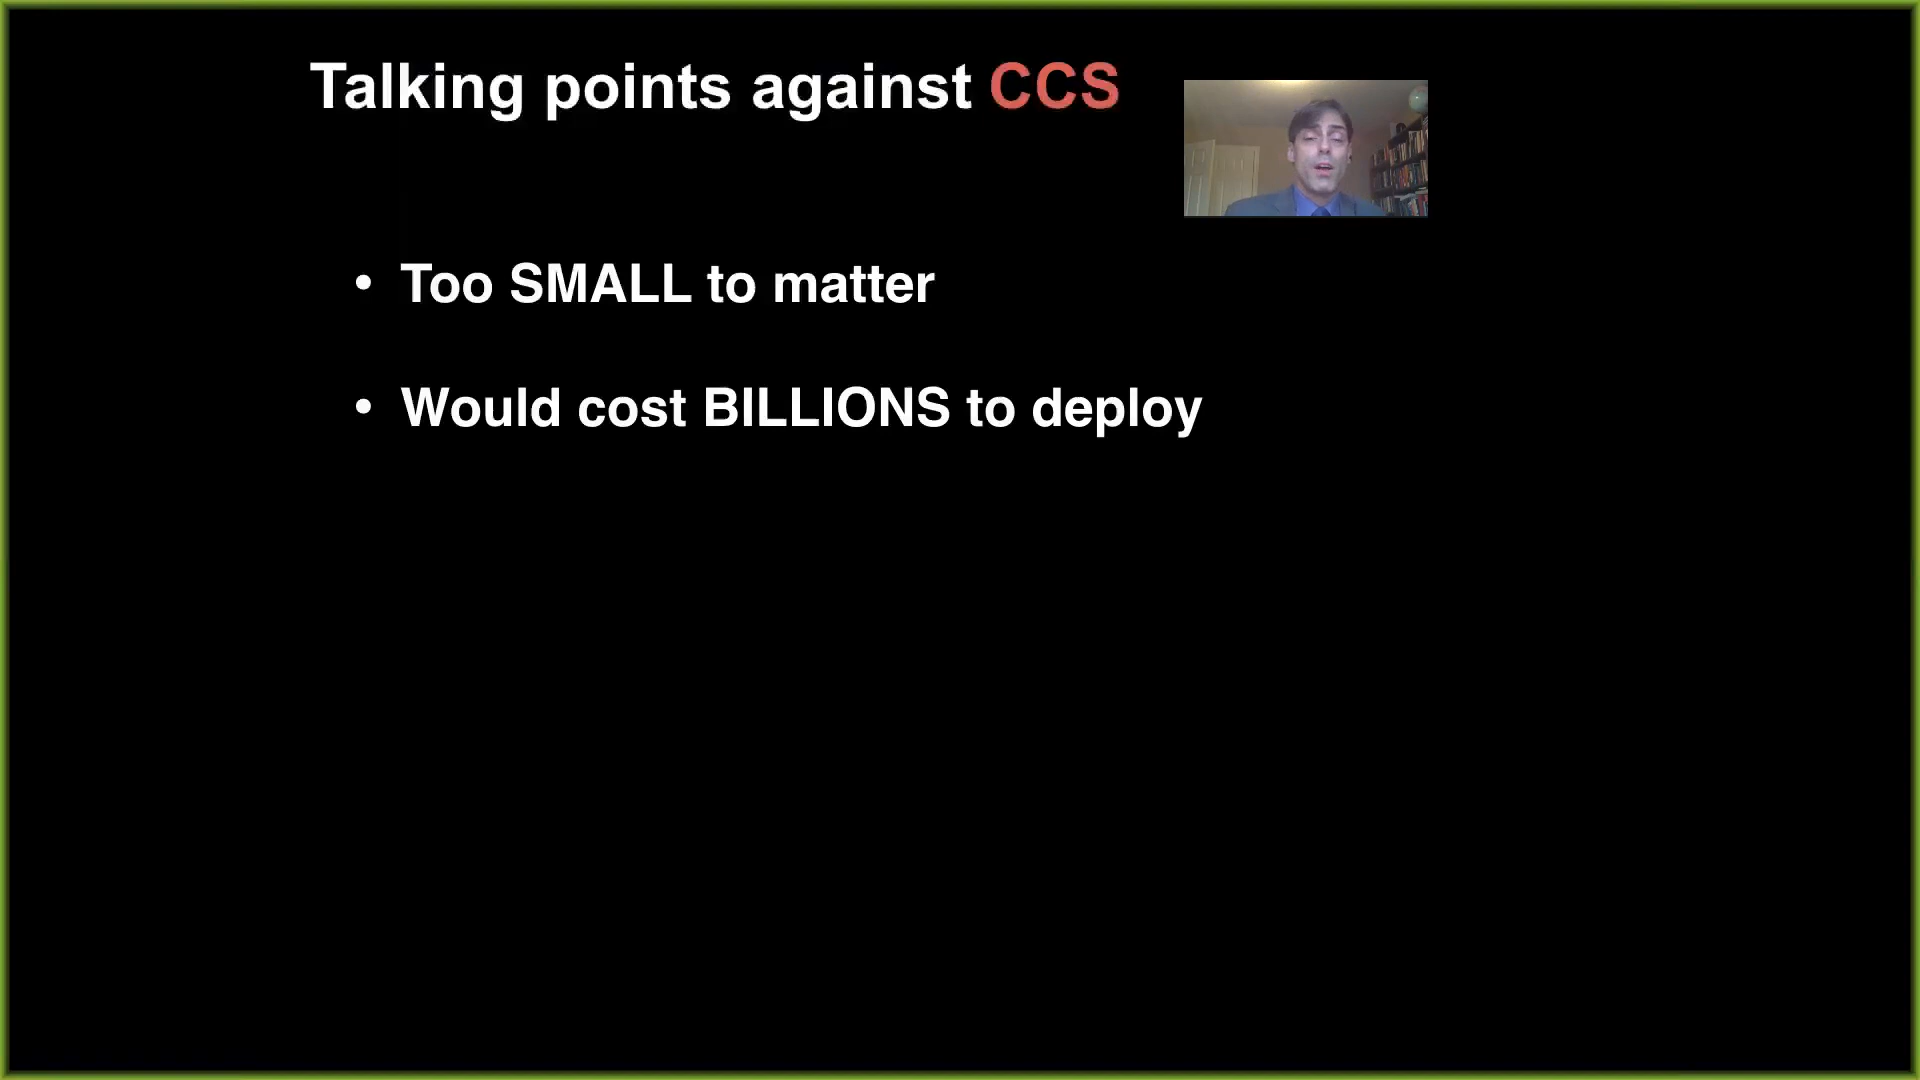 Talking points against CCS
• Too SMALL to matter
• Would cost BILLIONS to deploy